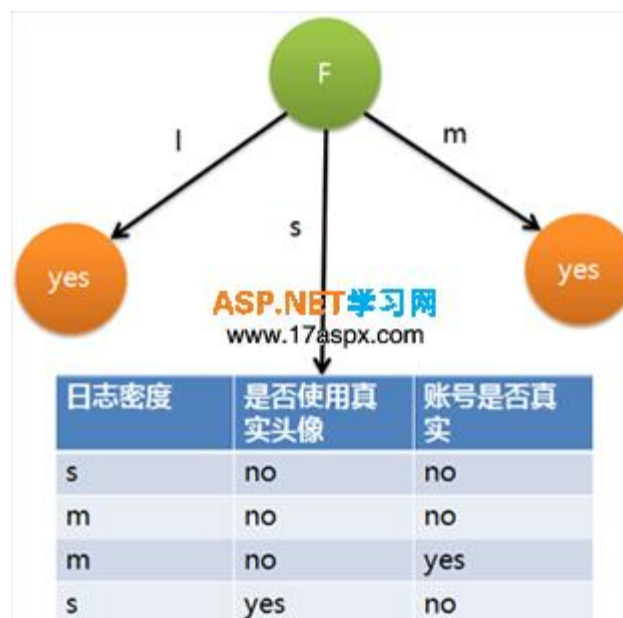 F
l
m
s
yes
yes
ASP.NET学习网
www.17aspx.com
日志密度 是否使用真实头像 账号是否真实
s no no
m no no
m no yes
s yes no